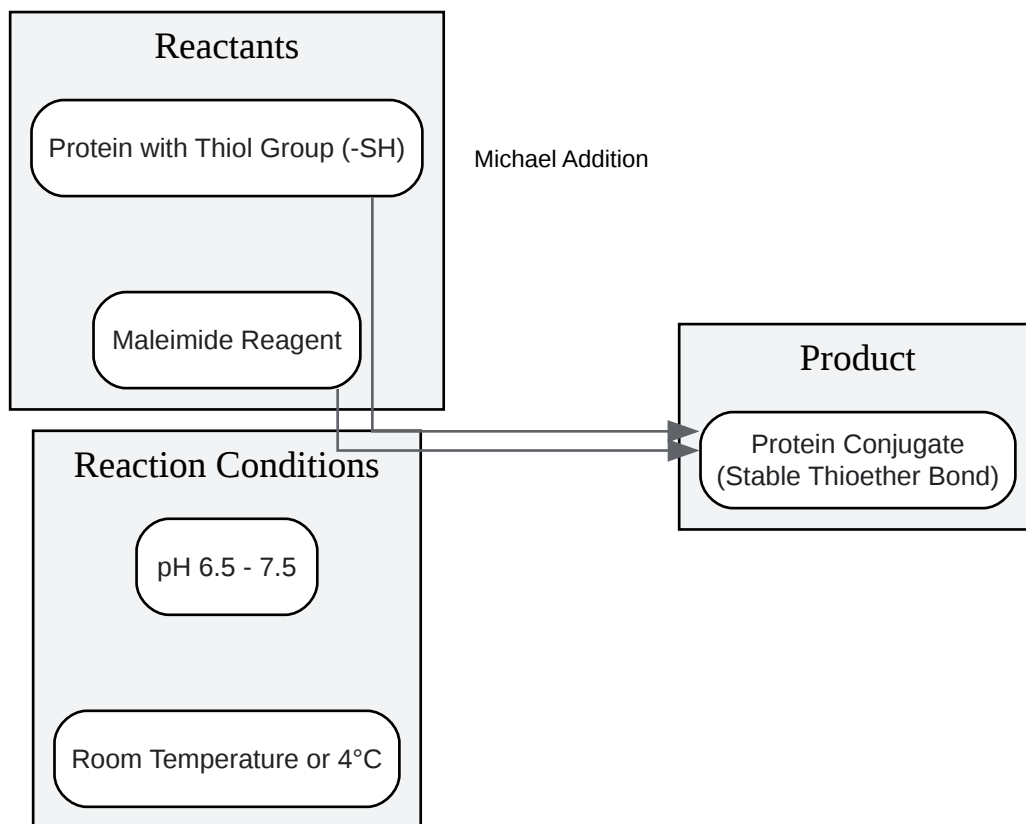 Reactants
Protein with Thiol Group (-SH)
Michael Addition
Maleimide Reagent
Product
Protein Conjugate
(Stable Thioether Bond)
Reaction Conditions
pH 6.5 - 7.5
Room Temperature or 4°C